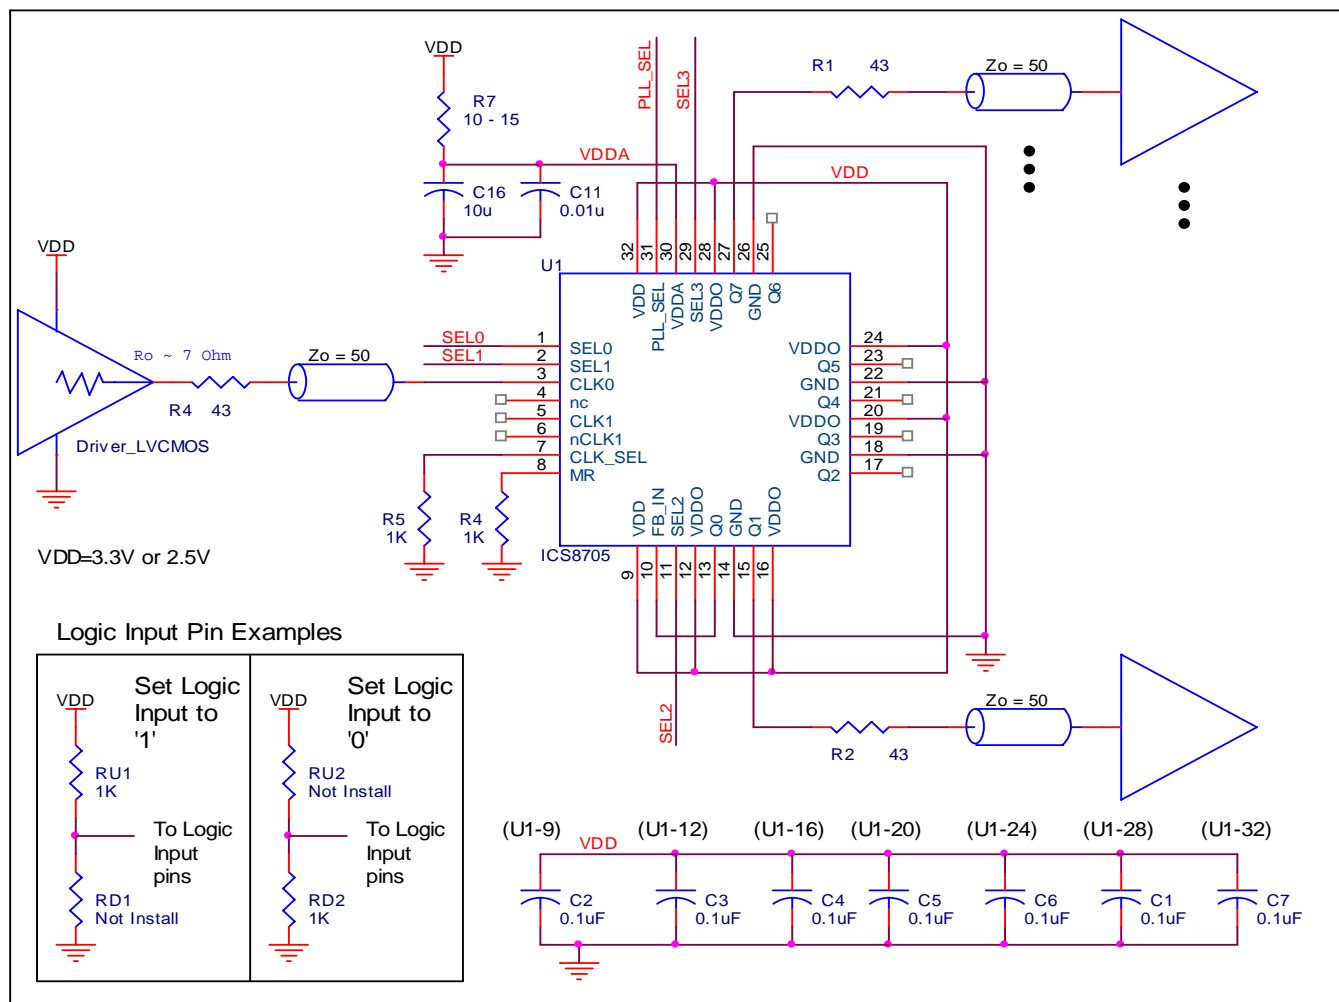 VDD
R7
10 - 15
VDDA
C16
10u
C11
0.01u
PLL_SEL
SEL3
R1 43
Zo = 50
VDD
32
31
30
29
28
27
26
25
VDD
PLL_SEL
VDDA
SEL3
VDDO
Q7
GND
Q6
U1
VDD
Ro ~ 7 Ohm
R4 43
Zo = 50
Driver_LVCMOS
SEL0
SEL1
1
2
3
4
5
6
7
8
SEL0
SEL1
CLK0
nc
CLK1
nCLK1
CLK_SEL
MR
VDDO
Q5
GND
Q4
VDDO
Q3
GND
Q2
24
23
22
21
20
19
18
17
VDD
FB_IN
SEL2
VDDO
Q0
GND
Q1
VDDO
ICS8705
9
10
11
12
13
14
15
16
R5
1K
R4
1K
VDD=3.3V or 2.5V
SEL2
R2 43
Zo = 50
Logic Input Pin Examples
VDD
Set Logic
Input to
'1'
RU1
1K
To Logic
Input
pins
RD1
Not Install
VDD
Set Logic
Input to
'0'
RU2
Not Install
To Logic
Input
pins
RD2
1K
(U1-9)
(U1-12)
(U1-16)
(U1-20)
(U1-24)
(U1-28)
(U1-32)
VDD
C2
0.1uF
C3
0.1uF
C4
0.1uF
C5
0.1uF
C6
0.1uF
C1
0.1uF
C7
0.1uF